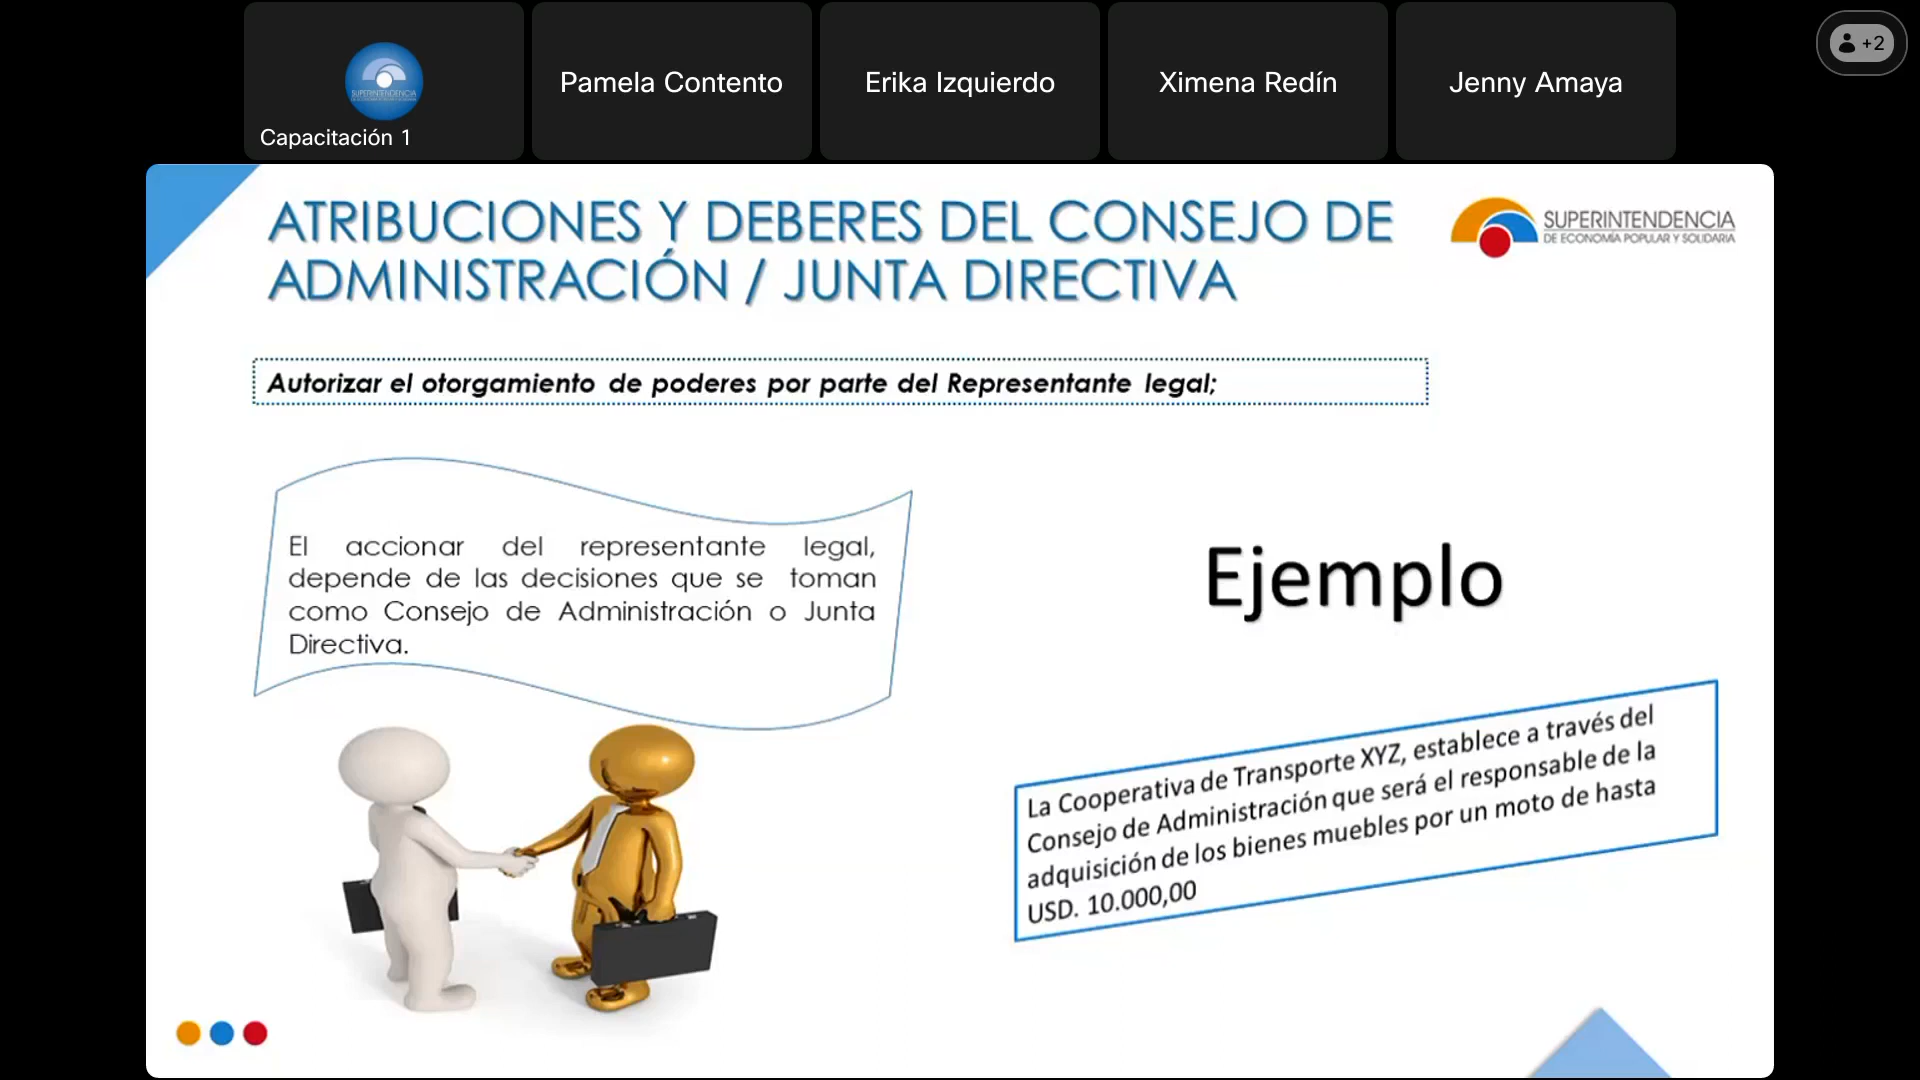 SUPERINTENDENCIA
Capacitación 1
Pamela Contento
Erika Izquierdo
Ximena Redín
Jenny Amaya
+2
ATRIBUCIONES Y DEBERES DEL CONSEJO DE
ADMINISTRACIÓN / JUNTA DIRECTIVA
SUPERINTENDENCIA
DE ECONOMÍA POPULAR Y SOLIDARIA
Autorizar el otorgamiento de poderes por parte del Representante legal;
El accionar del representante legal,
depende de las decisiones que se toman
como Consejo de Administración o Junta
Directiva.
Ejemplo
La Cooperativa de Transporte XYZ, establece a través del
Consejo de Administración que será el responsable de la
adquisición de los bienes muebles por un moto de hasta
USD. 10.000,00